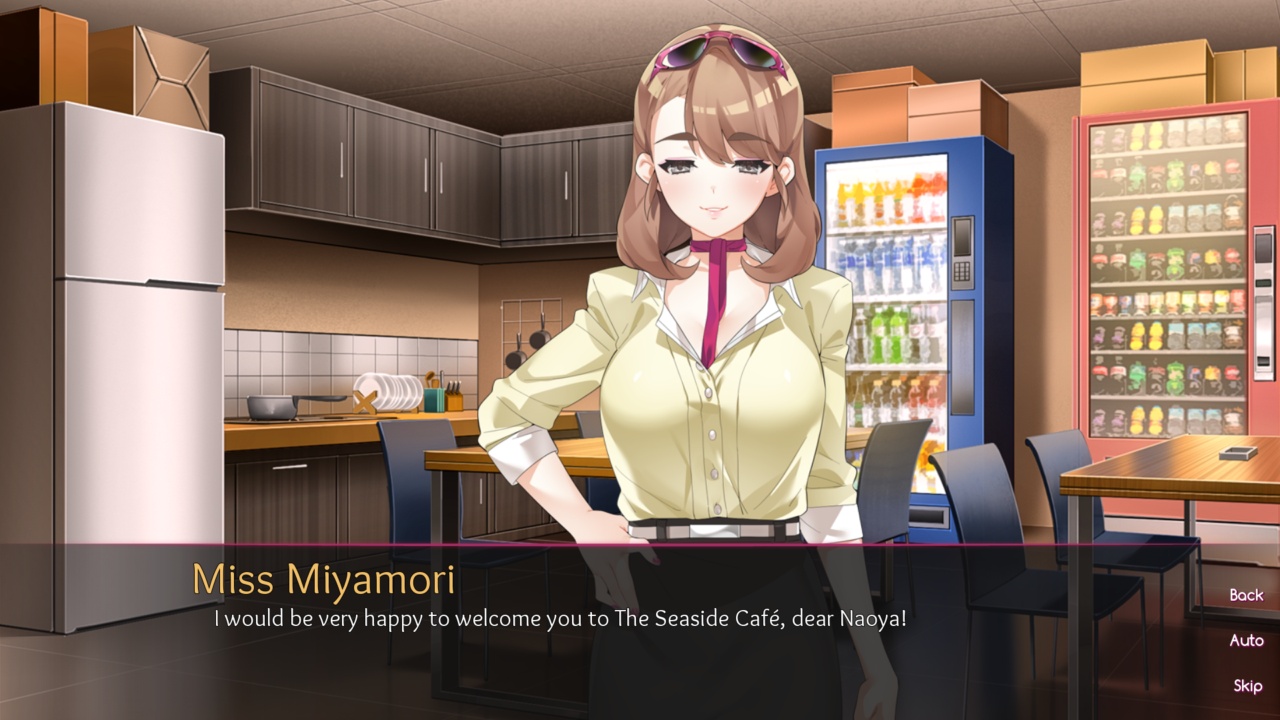 Miss Miyamori
I would be very happy to welcome you to The Seaside Café, dear Naoya!
Back
Auto
Skip